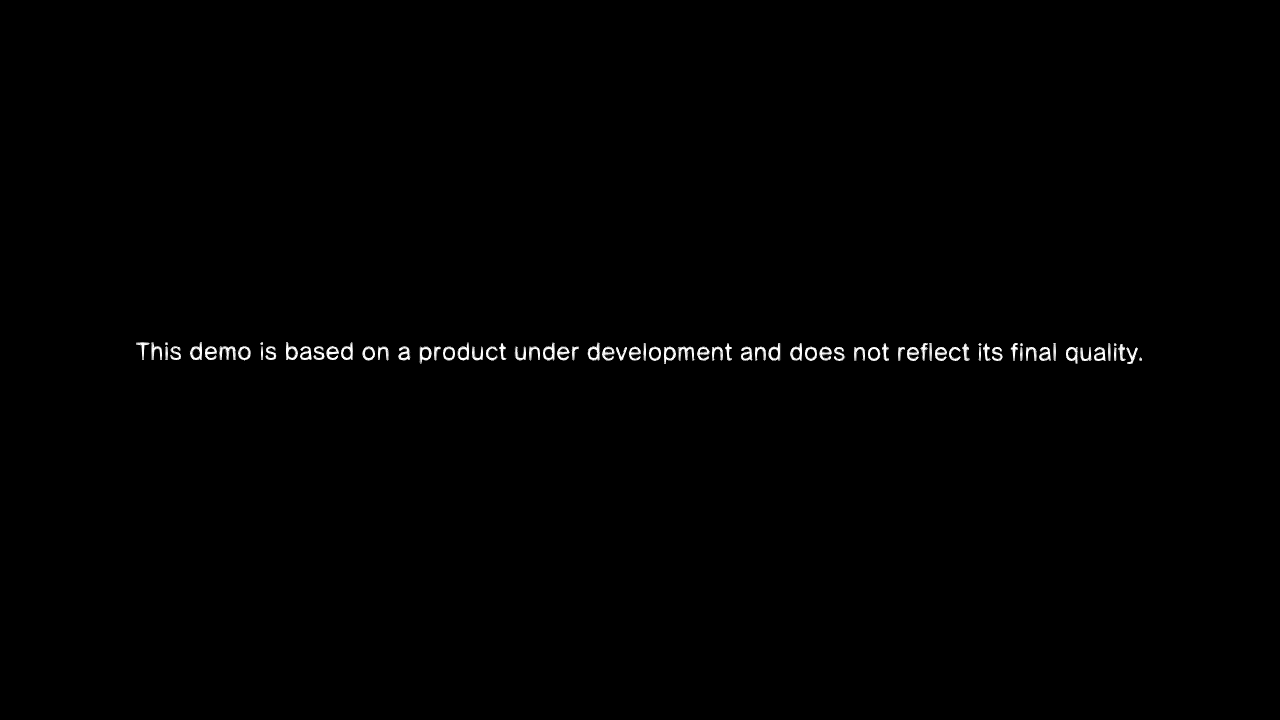 This demo is based on a product under development and does not reflect its final quality.